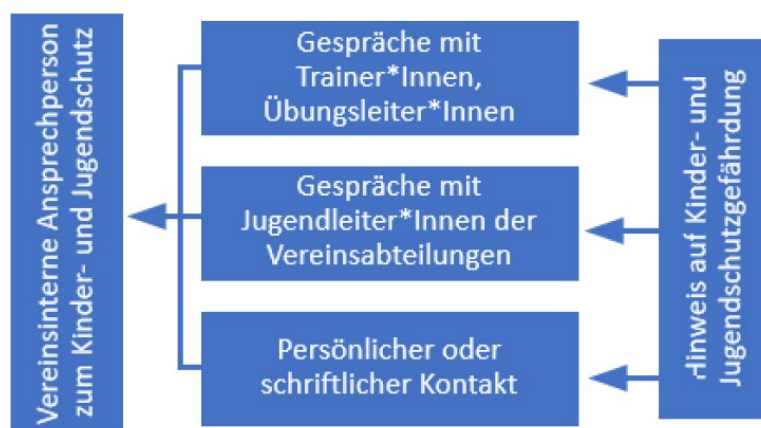 Vereinsinterne Ansprechperson
zum Kinder- und Jugendschutz
Gespräche mit
Trainer*Innen,
Übungsleiter*Innen
Gespräche mit
Jugendleiter*Innen der
Vereinsabteilungen
Persönlicher oder
schriftlicher Kontakt
Hinweis auf Kinder- und
Jugendschutzgefährdung